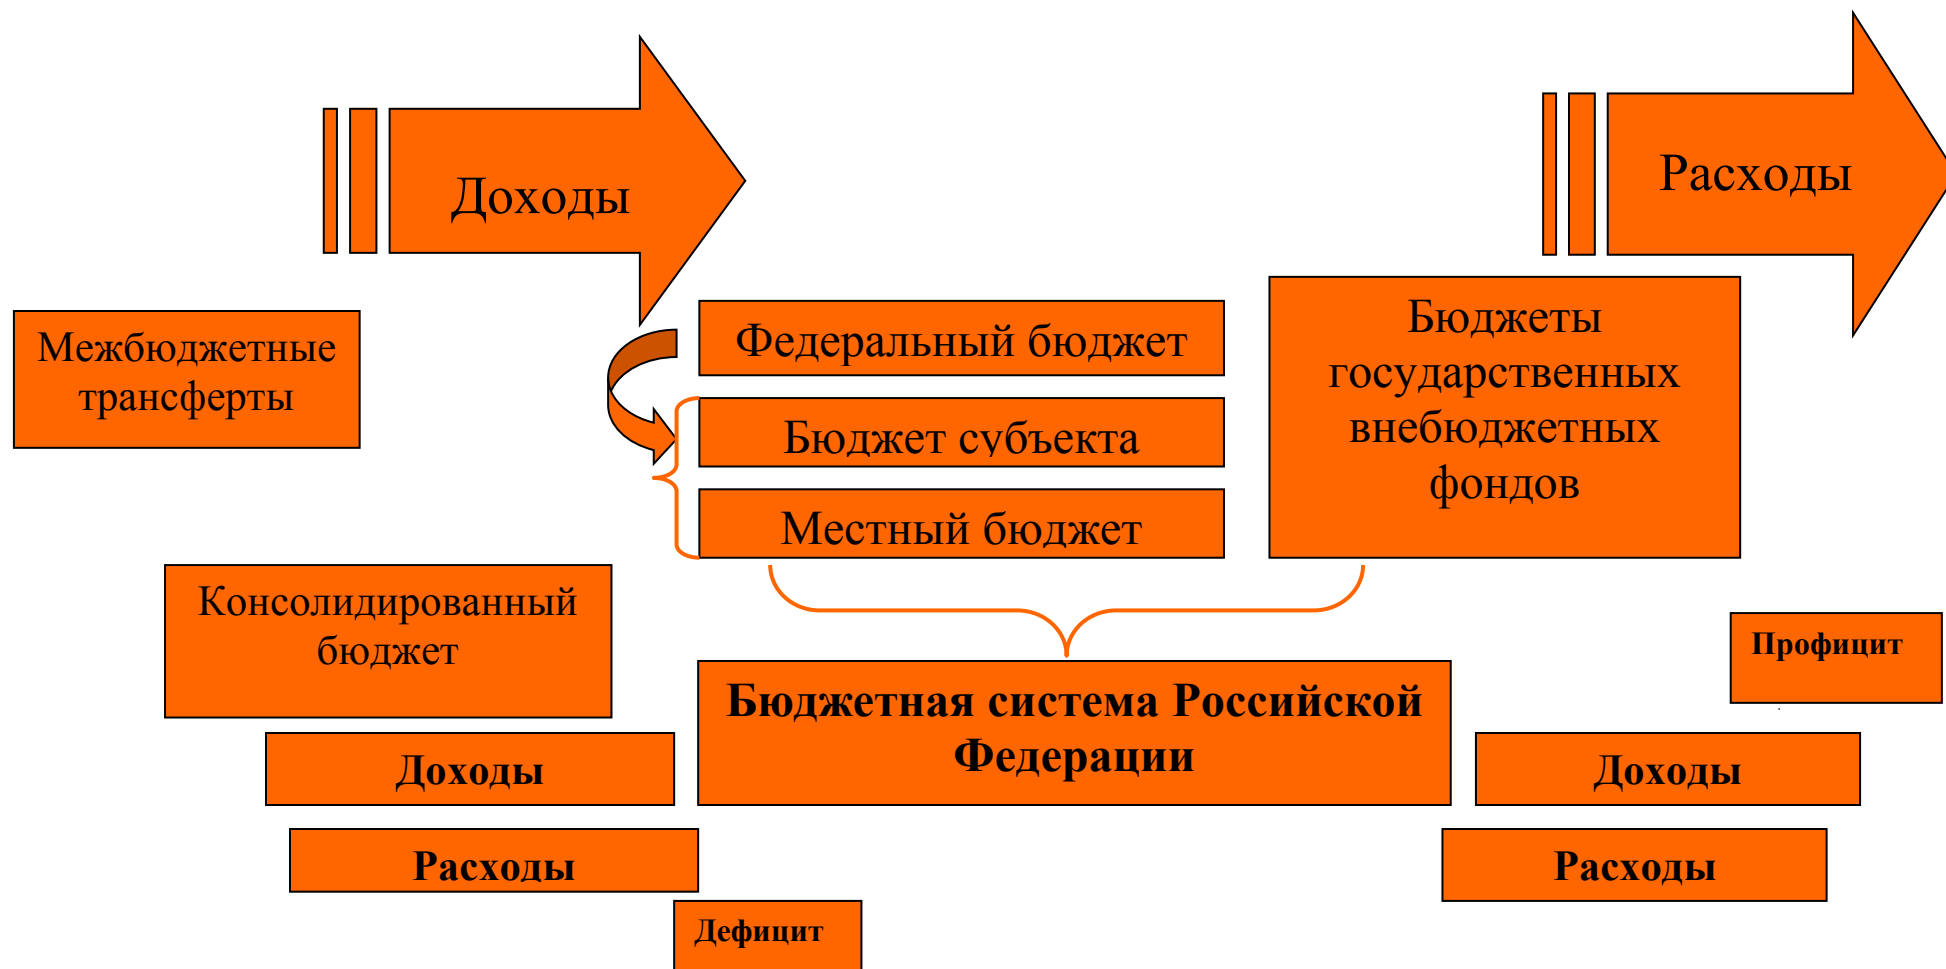 Доходы
Расходы
Межбюджетные
трансферты
Федеральный бюджет
Бюджет субъекта
Местный бюджет
Бюджеты
государственных
внебюджетных
фондов
Консолидированный
бюджет
Профицит
Бюджетная система Российской
Федерации
Доходы
Расходы
Дефицит
Доходы
Расходы